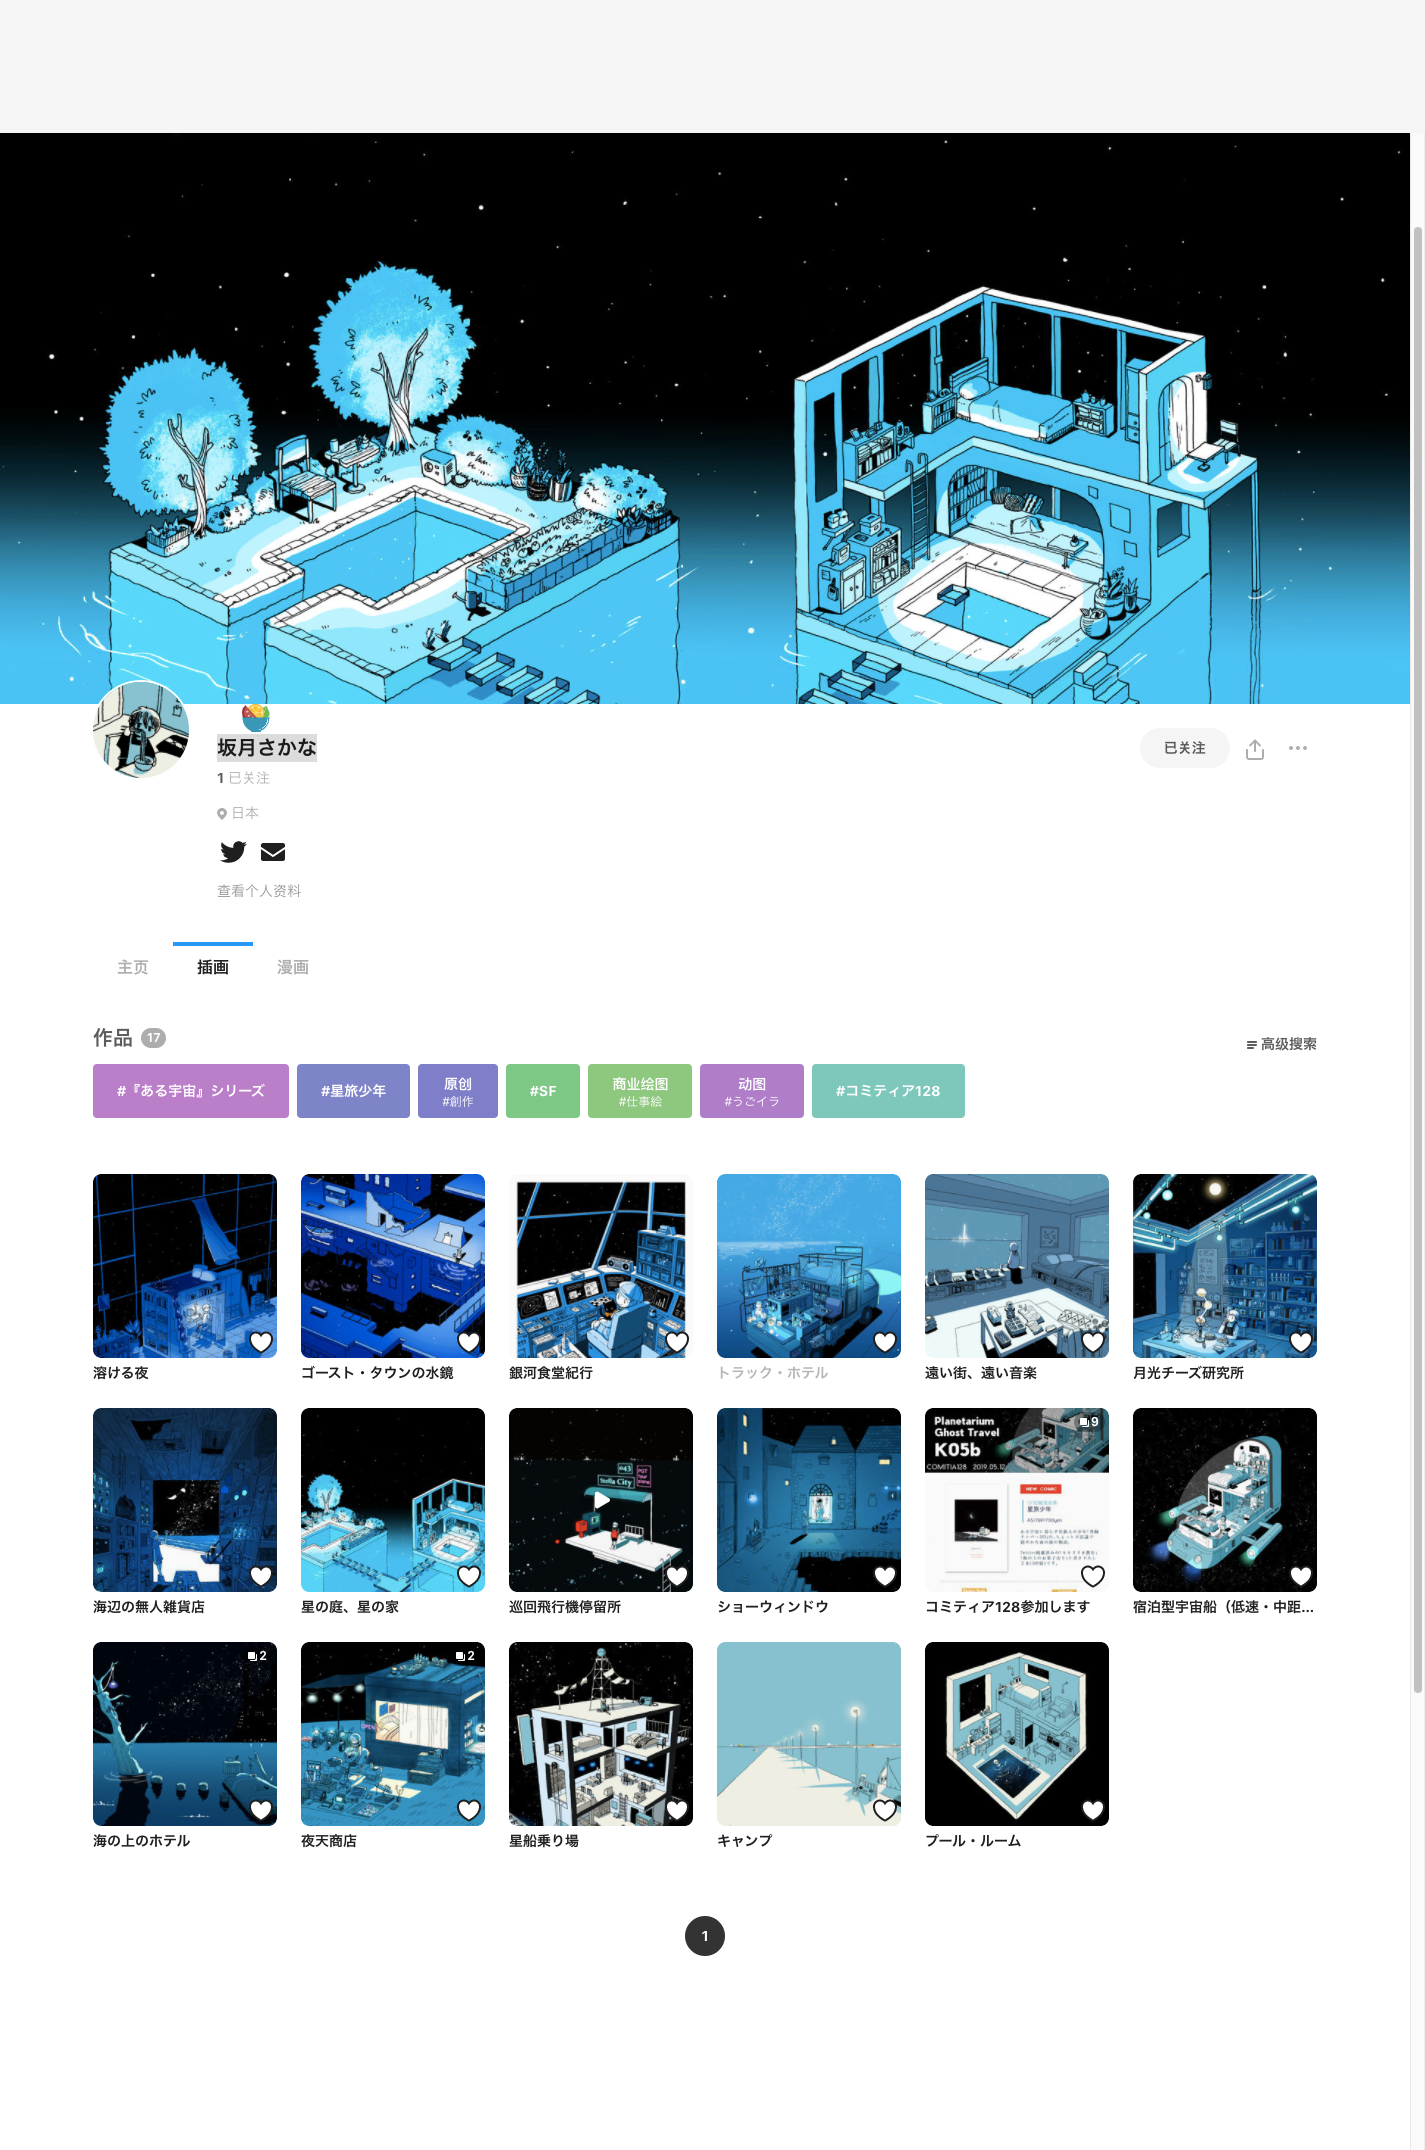 坂月さかな
1 已关注
已关注
日本
查看个人资料
主页
插画
漫画
作品 17
高级搜索
#『ある宇宙』シリーズ
#星旅少年
原创
#創作
#SF
商业绘图
#仕事絵
动图
#うごイラ
#コミティア128
溶ける夜
ゴースト・タウンの水鏡
銀河食堂紀行
トラック・ホテル
遠い街、遠い音楽
月光チーズ研究所
043
Stella City
Planetarium
Ghost Travel
K05b
COMITIA128 2019.05.12
9
NEW COMIC
星旅少年
海辺の無人雑貨店
星の庭、星の家
巡回飛行機停留所
ショーウィンドウ
コミティア128参加します
宿泊型宇宙船（低速・中距...
2
2
OPEN
海の上のホテル
夜天商店
星船乗り場
キャンプ
プール・ルーム
1